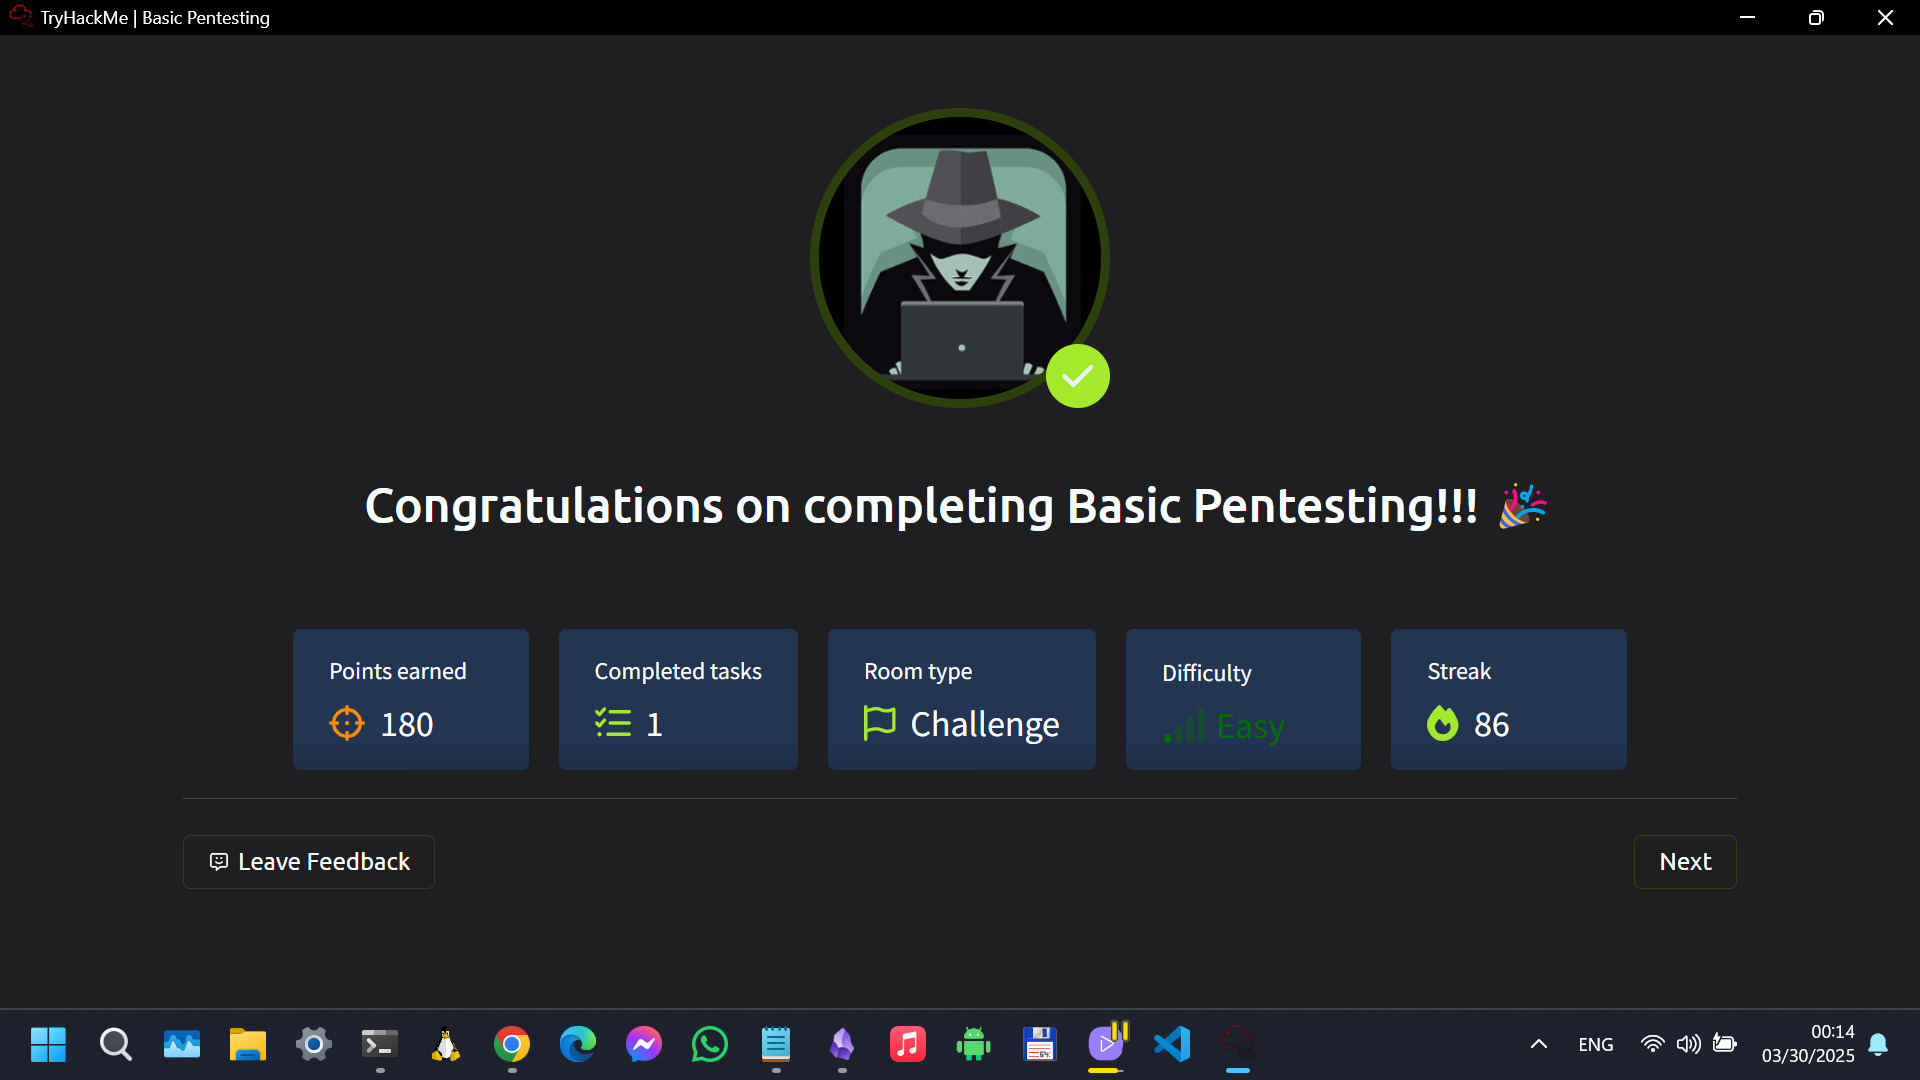 TryHackMe | Basic Pentesting
Congratulations on completing Basic Pentesting!!! 🎉
Points earned
180
Completed tasks
1
Room type
Challenge
Difficulty
Easy
Streak
86
Leave Feedback
Next
64
ENG
00:14
03/30/2025